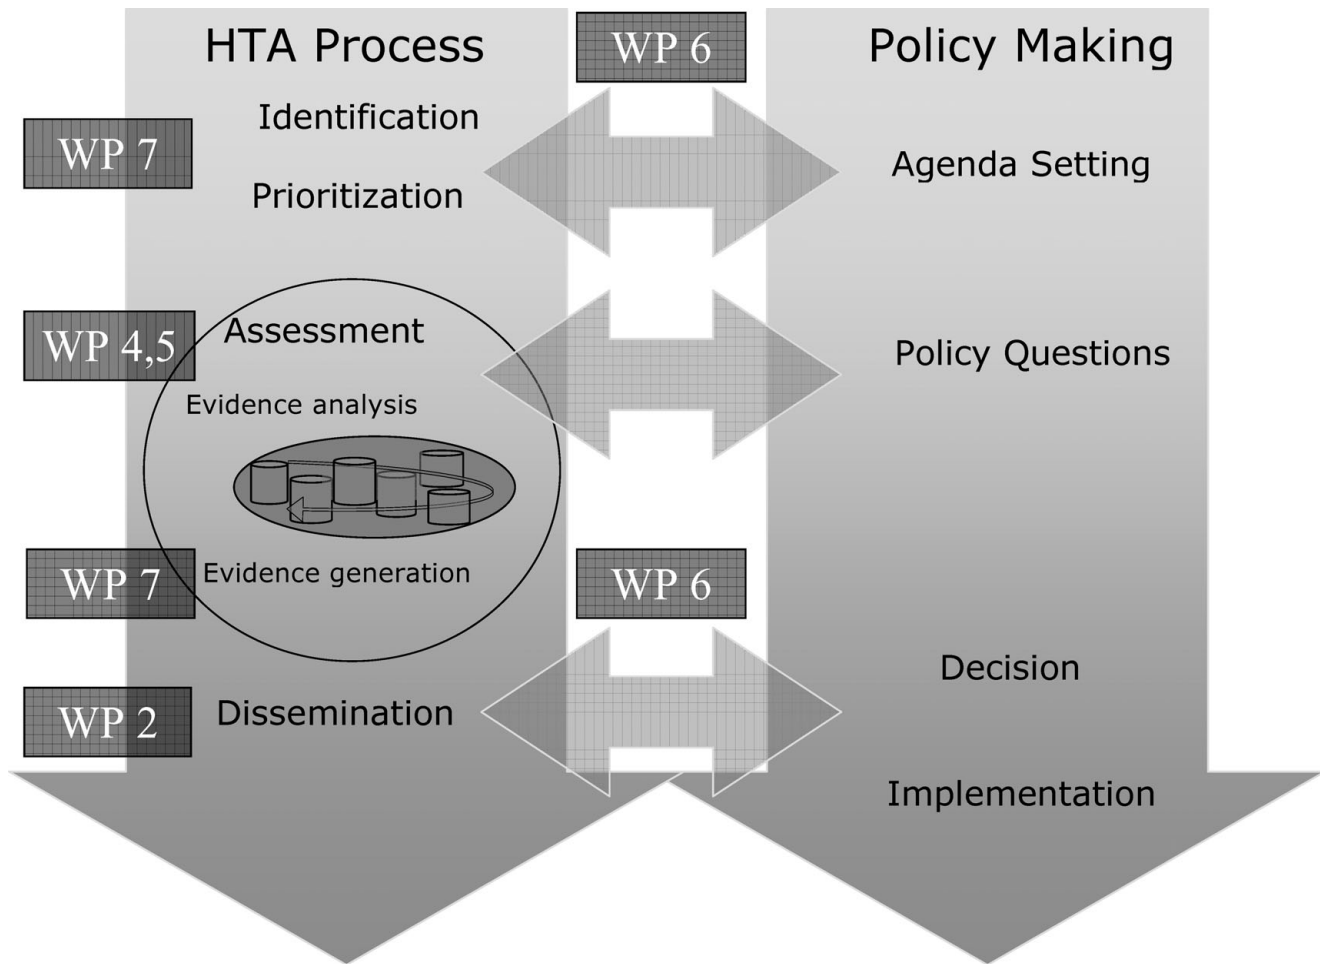 HTA Process
WP 6
Policy Making
Identification
WP 7
Agenda Setting
Prioritization
WP 4,5
Assessment
Policy Questions
Evidence analysis
WP 7
Evidence generation
WP 6
Decision
WP 2
Dissemination
Implementation